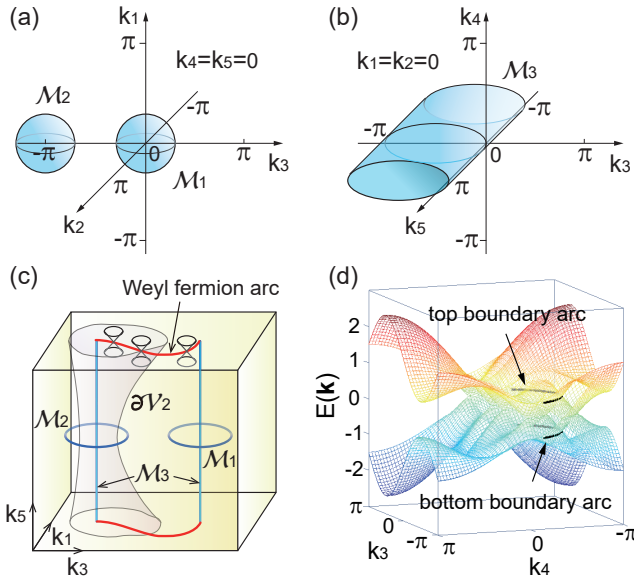 (a)
k1
π
k4=k5=0
M2
-π
-π
0
π
k3
π
M1
k2
-π
(b)
k4
π
k1=k2=0
M3
-π
-π
0
π
k3
π
k5
-π
(c)
Weyl fermion arc
∂V2
M2
M1
M3
k5
k1
k3
(d)
top boundary arc
2
1
E(k)
0
-1
-2
bottom boundary arc
π
0
-π
k3
π
0
-π
k4